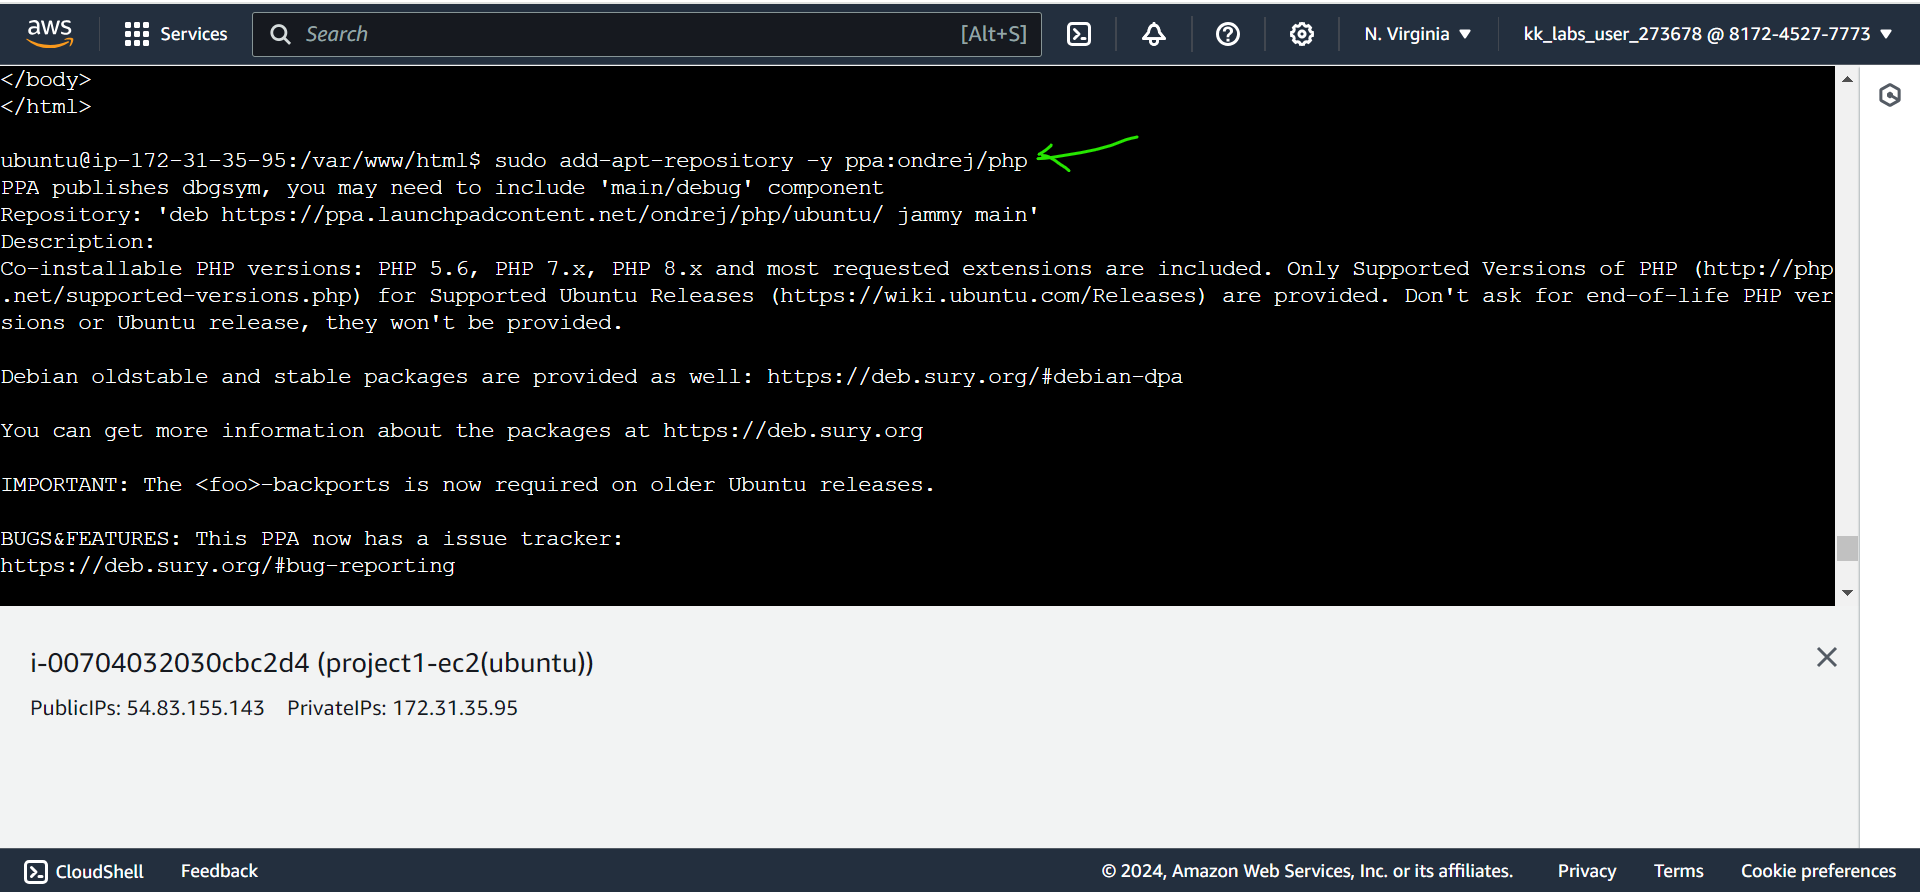 aws
Services
Search
[Alt+S]
N. Virginia ▼
kk_labs_user_273678 @ 8172-4527-7773 ▼
</body>
</html>
ubuntu@ip-172-31-35-95:/var/www/html$ sudo add-apt-repository -y ppa:ondrej/php
PPA publishes dbgsym, you may need to include 'main/debug' component
Repository: 'deb https://ppa.launchpadcontent.net/ondrej/php/ubuntu/ jammy main'
Description:
Co-installable PHP versions: PHP 5.6, PHP 7.x, PHP 8.x and most requested extensions are included. Only Supported Versions of PHP (http://php
.net/supported-versions.php) for Supported Ubuntu Releases (https://wiki.ubuntu.com/Releases) are provided. Don't ask for end-of-life PHP ver
sions or Ubuntu release, they won't be provided.
Debian oldstable and stable packages are provided as well: https://deb.sury.org/#debian-dpa
You can get more information about the packages at https://deb.sury.org
IMPORTANT: The <foo>-backports is now required on older Ubuntu releases.
BUGS&FEATURES: This PPA now has a issue tracker:
https://deb.sury.org/#bug-reporting
i-00704032030cbc2d4 (project1-ec2(ubuntu))
PublicIPs: 54.83.155.143 PrivateIPs: 172.31.35.95
CloudShell
Feedback
© 2024, Amazon Web Services, Inc. or its affiliates.
Privacy
Terms
Cookie preferences